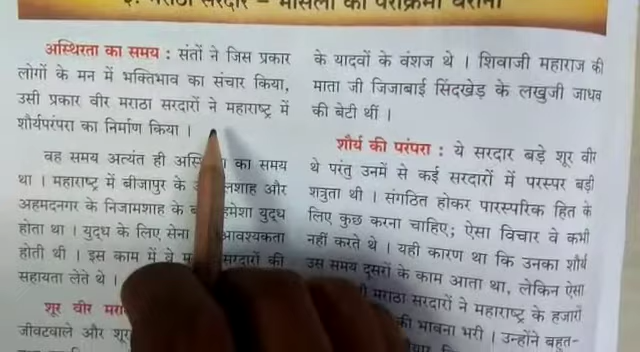 मराठा सरदार – भोसलों का पराक्रमी घराना
अस्थिरता का समय : संतों ने जिस प्रकार
लोगों के मन में भक्तिभाव का संचार किया,
उसी प्रकार वीर मराठा सरदारों ने महाराष्ट्र में
शौर्यपरंपरा का निर्माण किया ।
वह समय अत्यंत ही का समय
था । महाराष्ट्र में बीजापुर के और
अहमदनगर के निजामशाह के हमेशा युद्ध
होता था । युद्ध के लिए सेना आवश्यकता
होती थी । इस काम में वे सरदारों की
सहायता लेते थे ।
शूर वीर
जीवटवाले और शूर
के यादवों के वंशज थे । शिवाजी महाराज की
माता जी जिजाबाई सिंदखेड़ के लखुजी जाधव
की बेटी थीं ।
शौर्य की परंपरा : ये सरदार बड़े शूर वीर
थे परंतु उनमें से कई सरदारों में परस्पर बड़ी
शत्रुता थी । संगठित होकर पारस्परिक हित के
लिए कुछ करना चाहिए; ऐसा विचार वे कभी
नहीं करते थे । यही कारण था कि उनका शौर्य
उस समय दूसरों के काम आता था, लेकिन ऐसा
मराठा सरदारों ने महाराष्ट्र के हजारों
की भावना भरी । उन्होंने बहुत-